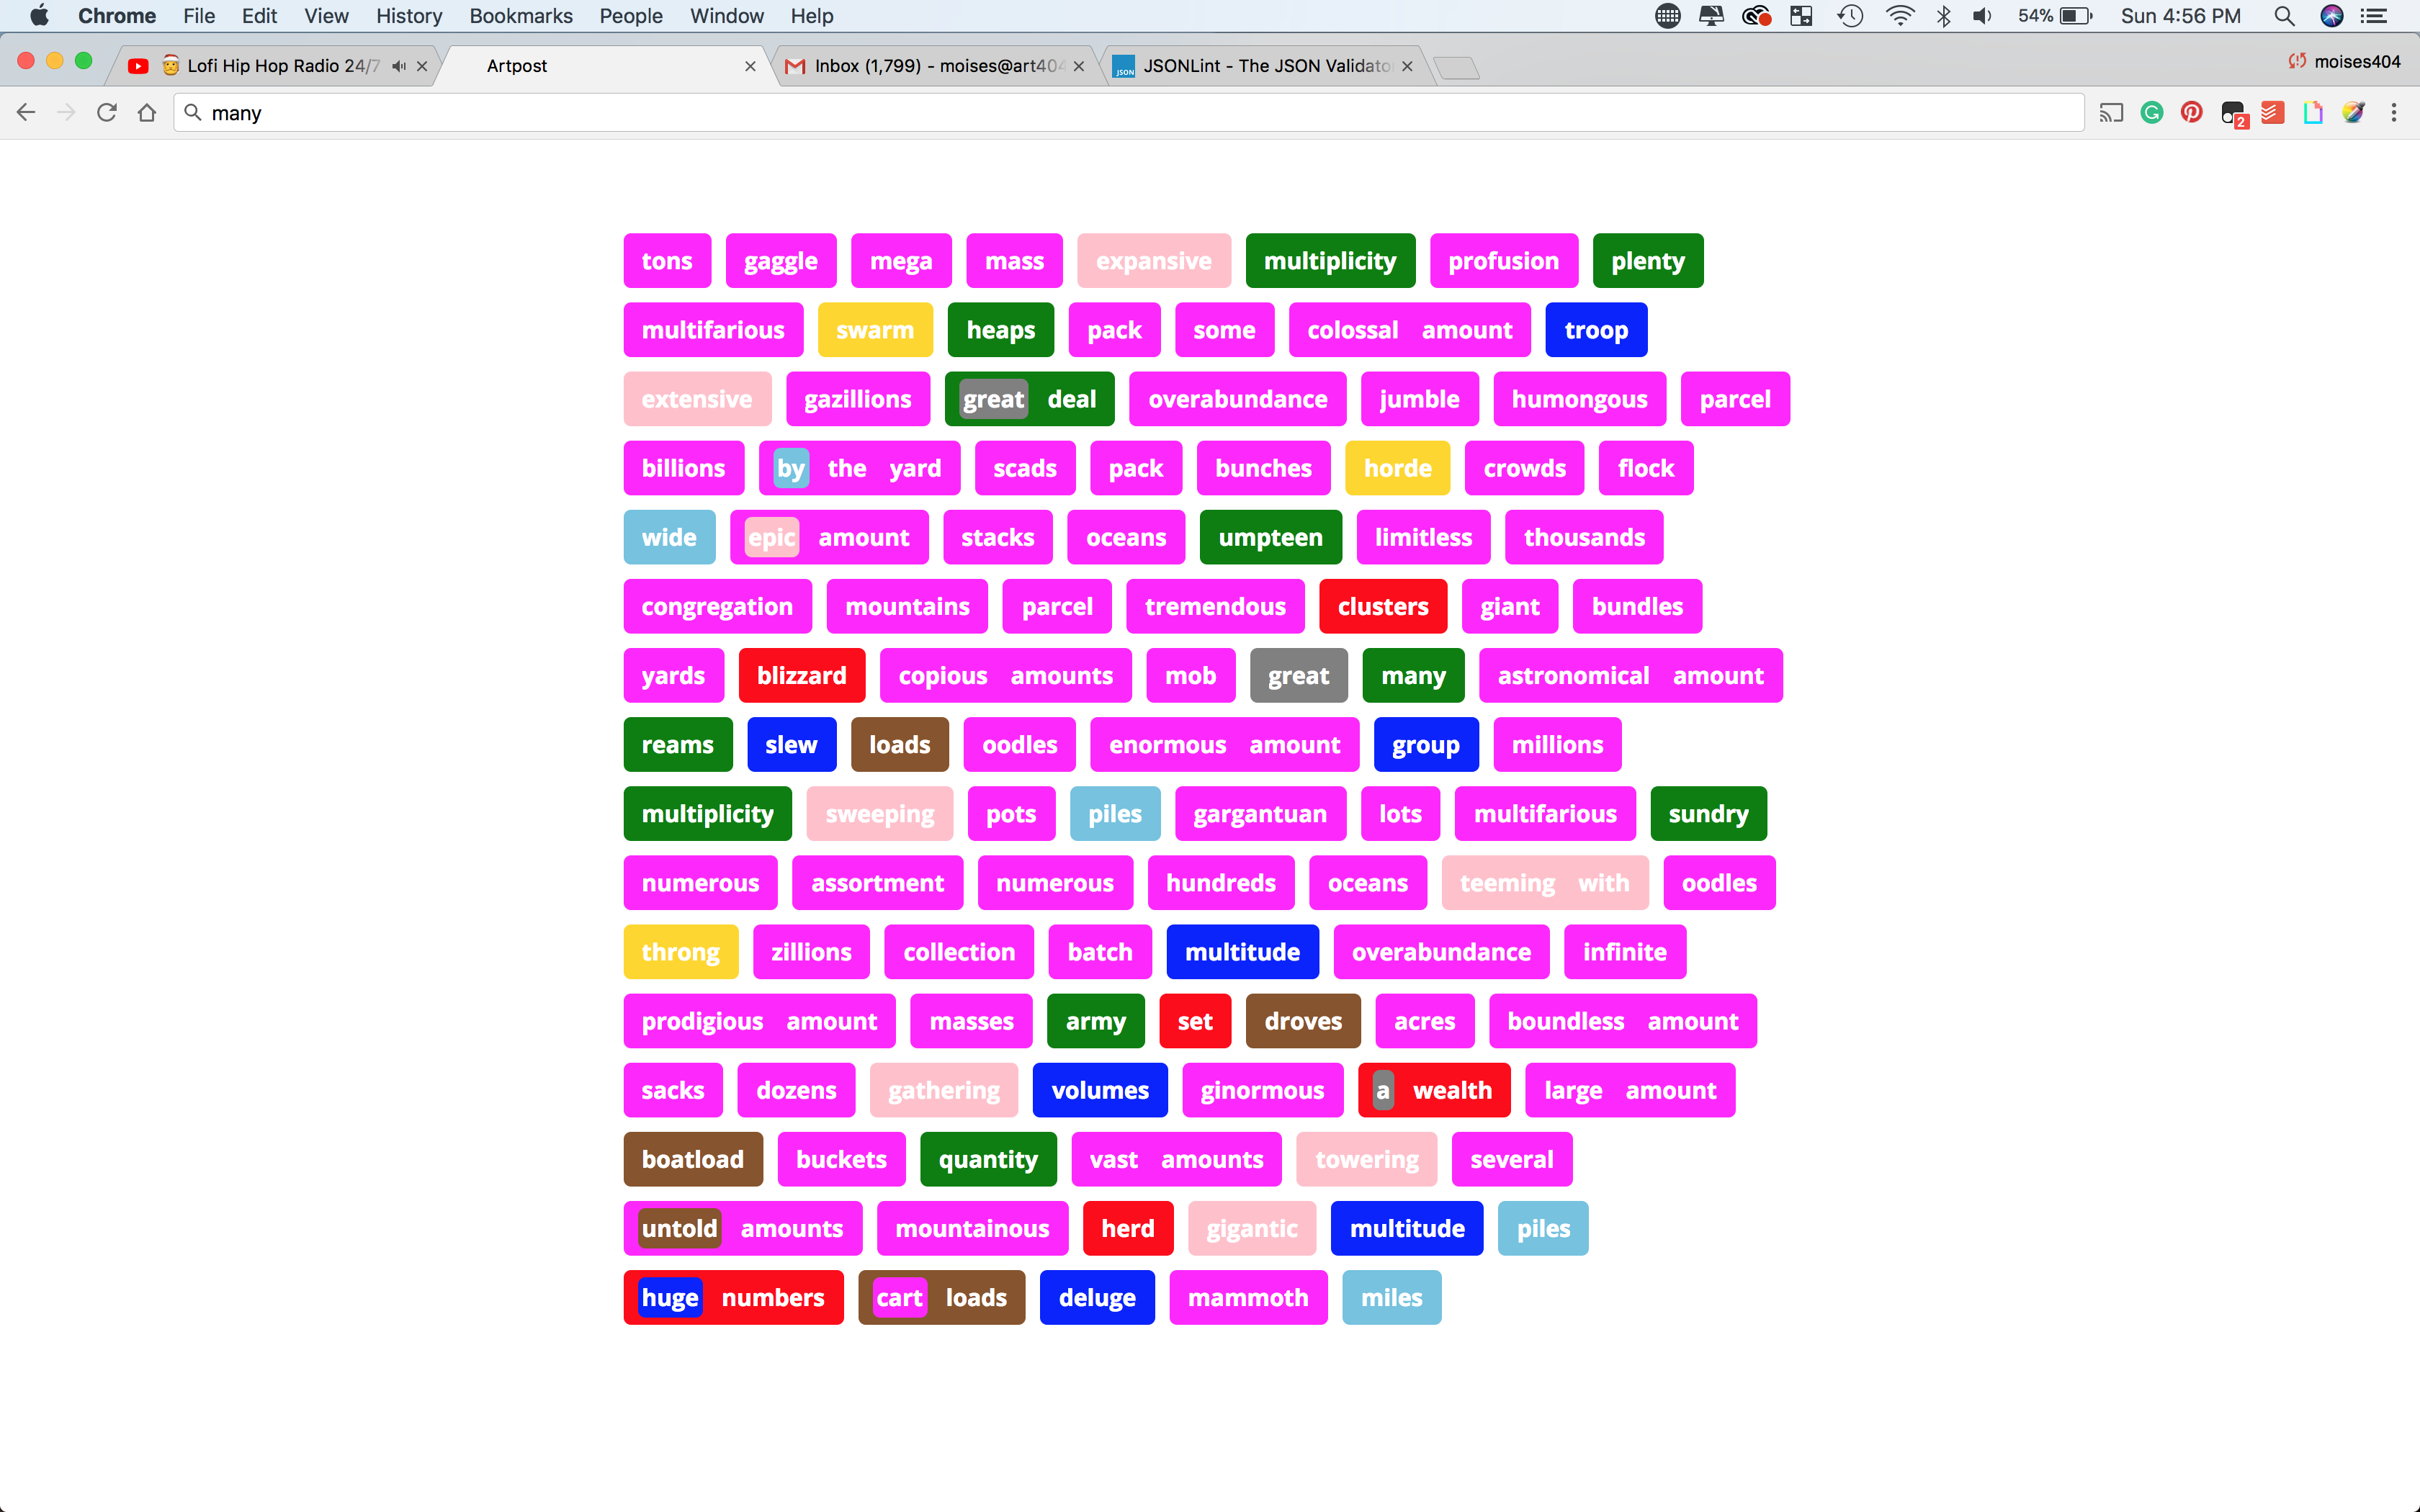 Chrome File Edit View History Bookmarks People Window Help 54% Sun 4:56 PM
Lofi Hip Hop Radio 24/7 Artpost Inbox (1,799) - moises@art404 JSON JSONLint - The JSON Validato moises404
many 2
tons gaggle mega mass expansive multiplicity profusion plenty
multifarious swarm heaps pack some colossal amount troop
extensive gazillions great deal overabundance jumble humongous parcel
billions by the yard scads pack bunches horde crowds flock
wide epic amount stacks oceans umpteen limitless thousands
congregation mountains parcel tremendous clusters giant bundles
yards blizzard copious amounts mob great many astronomical amount
reams slew loads oodles enormous amount group millions
multiplicity sweeping pots piles gargantuan lots multifarious sundry
numerous assortment numerous hundreds oceans teeming with oodles
throng zillions collection batch multitude overabundance infinite
prodigious amount masses army set droves acres boundless amount
sacks dozens gathering volumes ginormous a wealth large amount
boatload buckets quantity vast amounts towering several
untold amounts mountainous herd gigantic multitude piles
huge numbers cart loads deluge mammoth miles